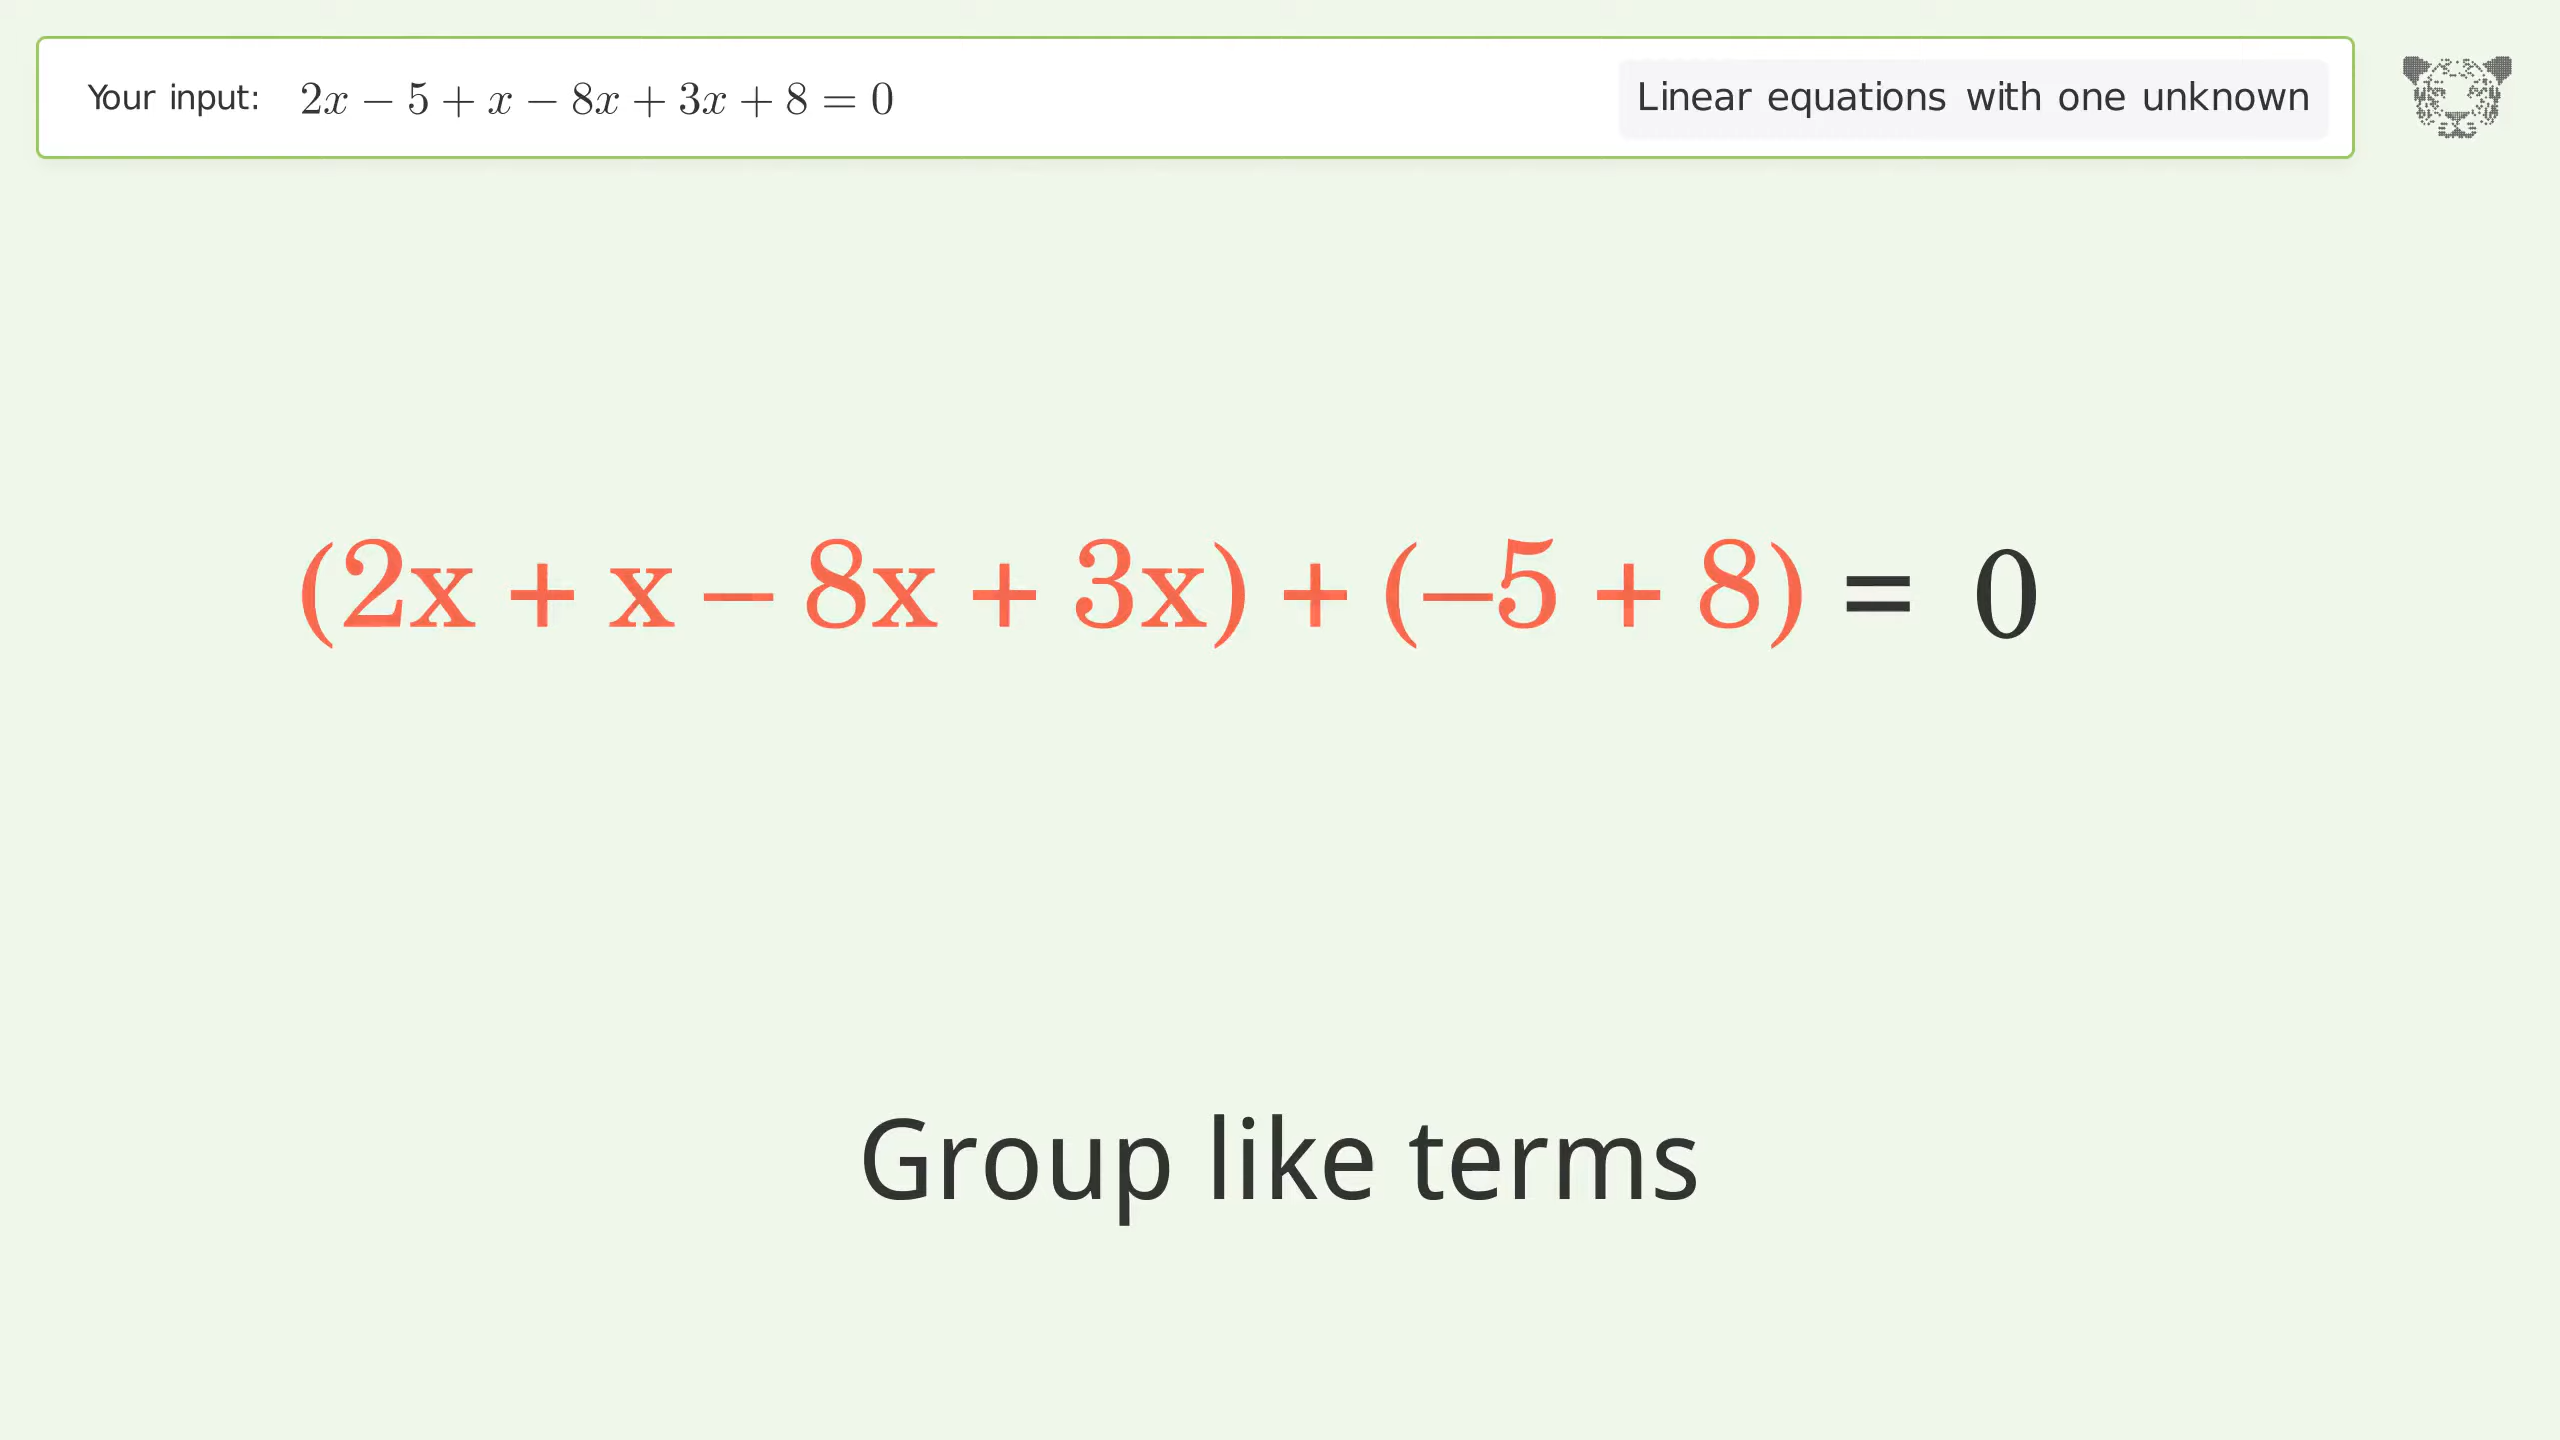 Your input: 2x − 5 + x − 8x + 3x + 8 = 0
Linear equations with one unknown
(2x + x − 8x + 3x) + (−5 + 8) = 0
Group like terms